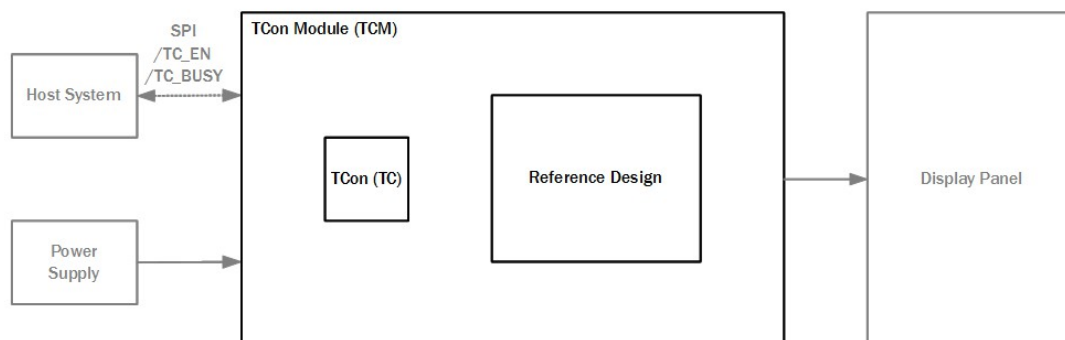 TCon Module (TCM)
SPI
/TC_EN
/TC_BUSY
Host System
TCon (TC)
Reference Design
Display Panel
Power
Supply